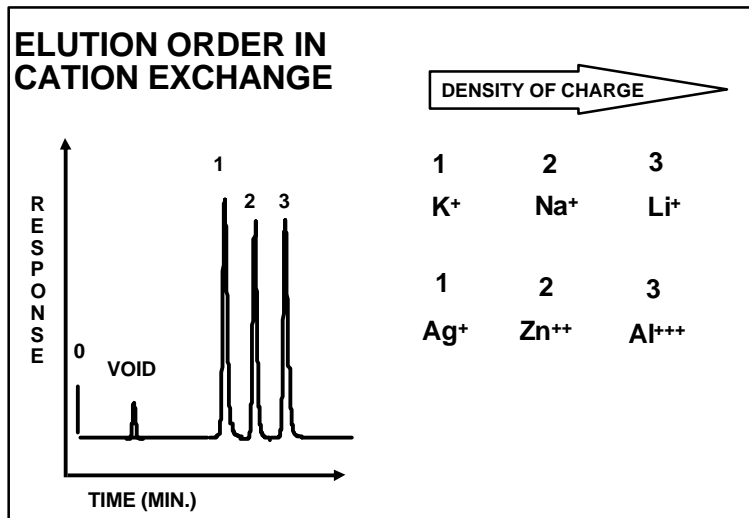 ELUTION ORDER IN
CATION EXCHANGE
DENSITY OF CHARGE
1 2 3
K+ Na+ Li+
1 2 3
Ag+ Zn++ Al+++
1
2 3
RESPONSE
0
VOID
TIME (MIN.)